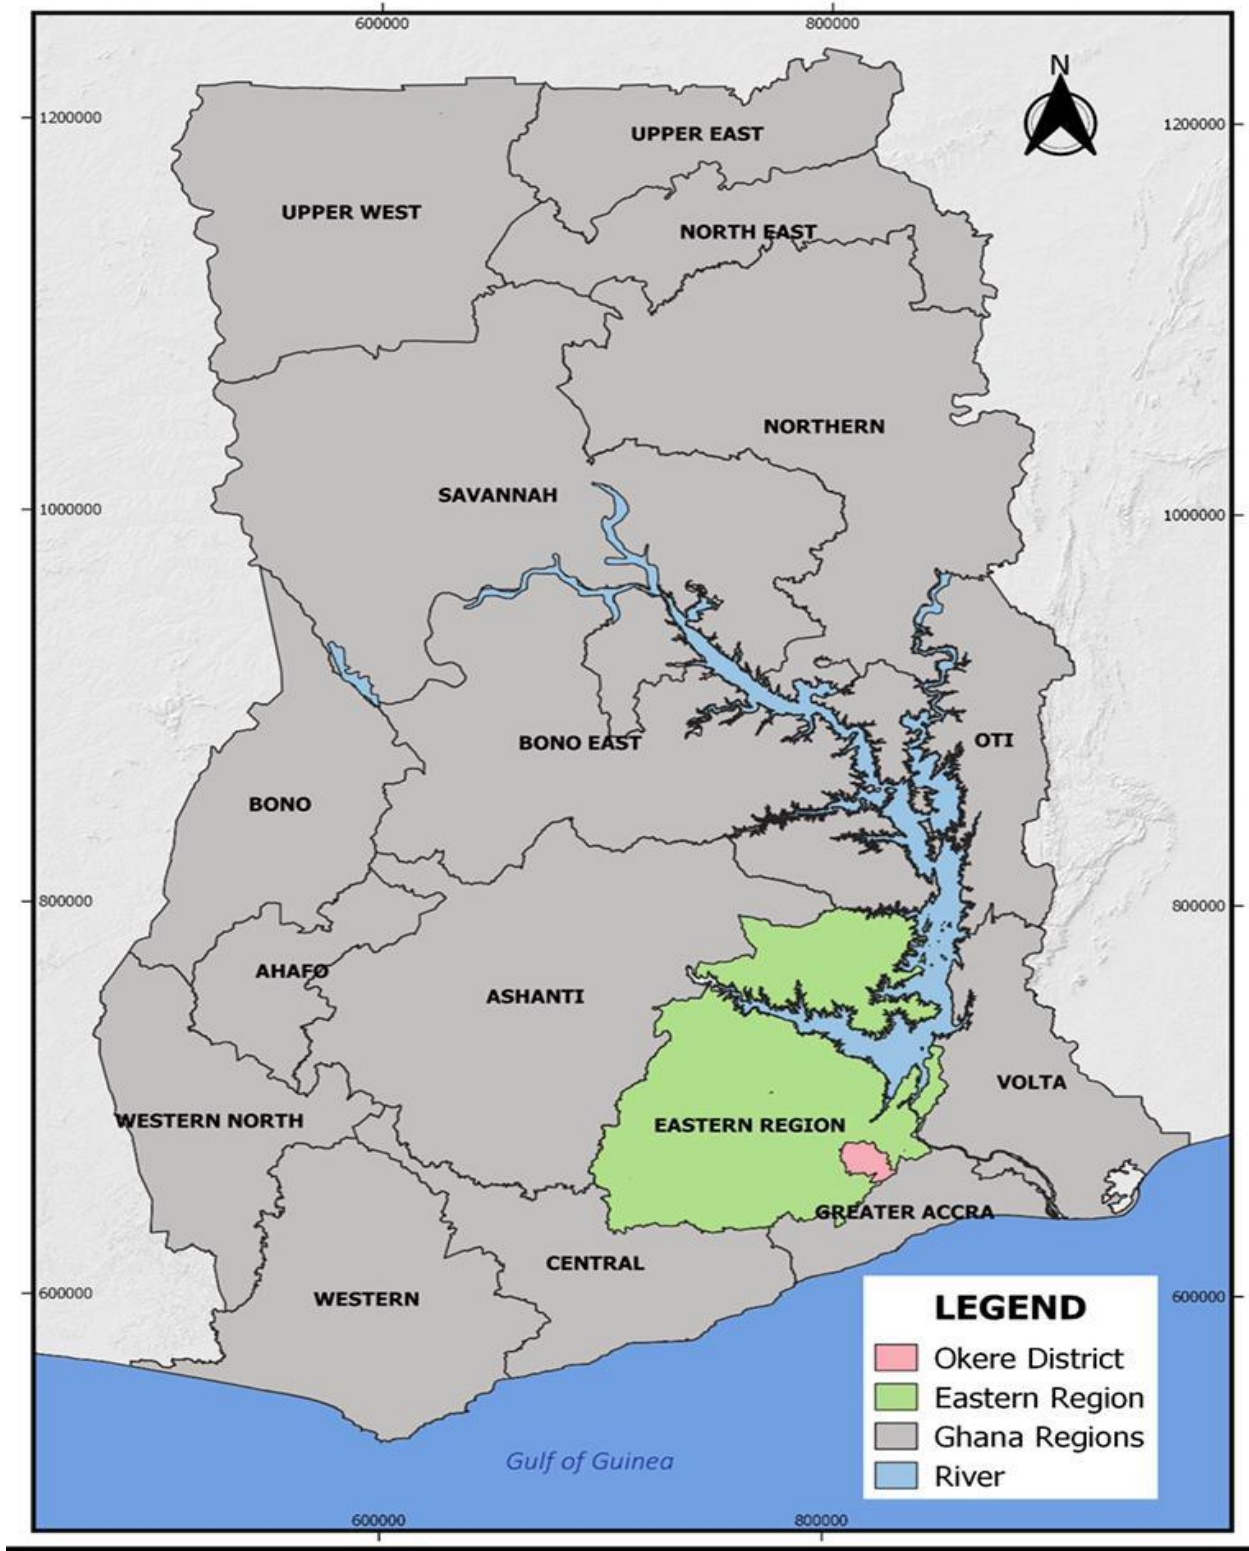 600000 800000
N
1200000 1200000
UPPER EAST
UPPER WEST
NORTH EAST
NORTHERN
SAVANNAH
1000000 1000000
OTI
BONO EAST
BONO
800000 800000
AHAFO
ASHANTI
VOLTA
WESTERN NORTH
EASTERN REGION
GREATER ACCRA
CENTRAL
WESTERN
600000 600000
LEGEND
Okere District
Eastern Region
Ghana Regions
River
Gulf of Guinea
600000 800000